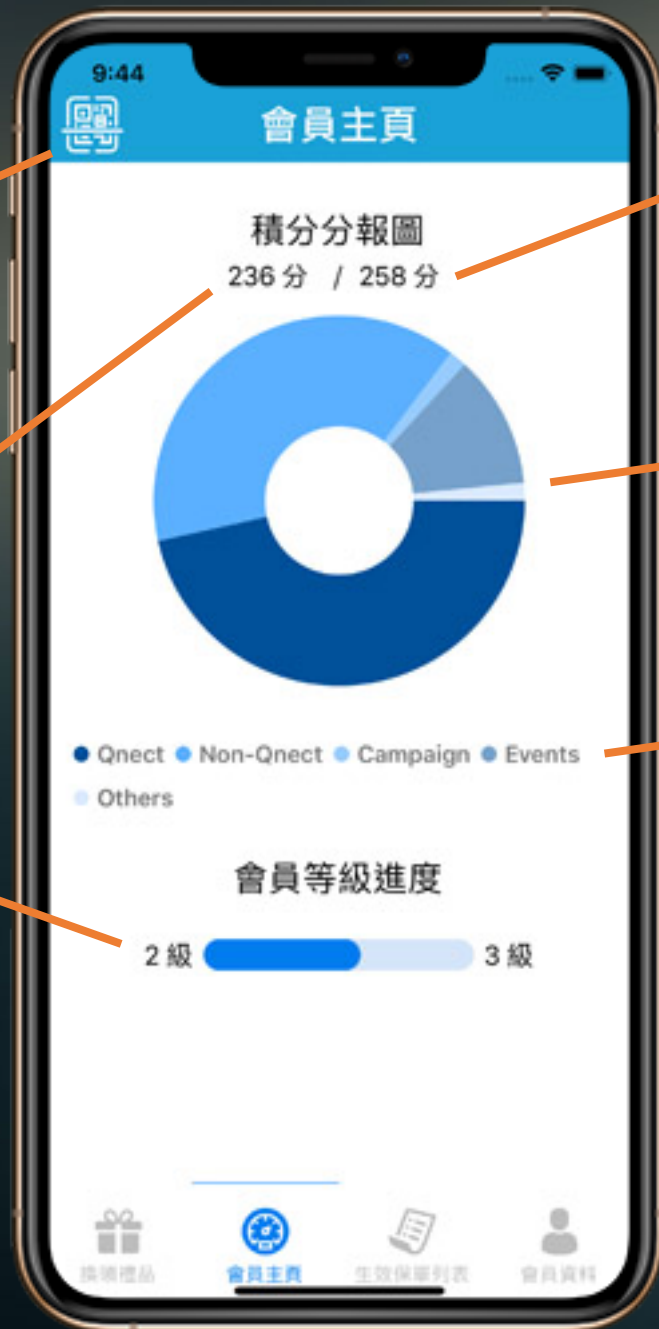 9:44
會員主頁
積分分報圖
236 分 / 258 分
Qnect Non-Qnect Campaign Events
Others
會員等級進度
2 級 3 級
換領禮品 會員主頁 生效保單列表 會員資料